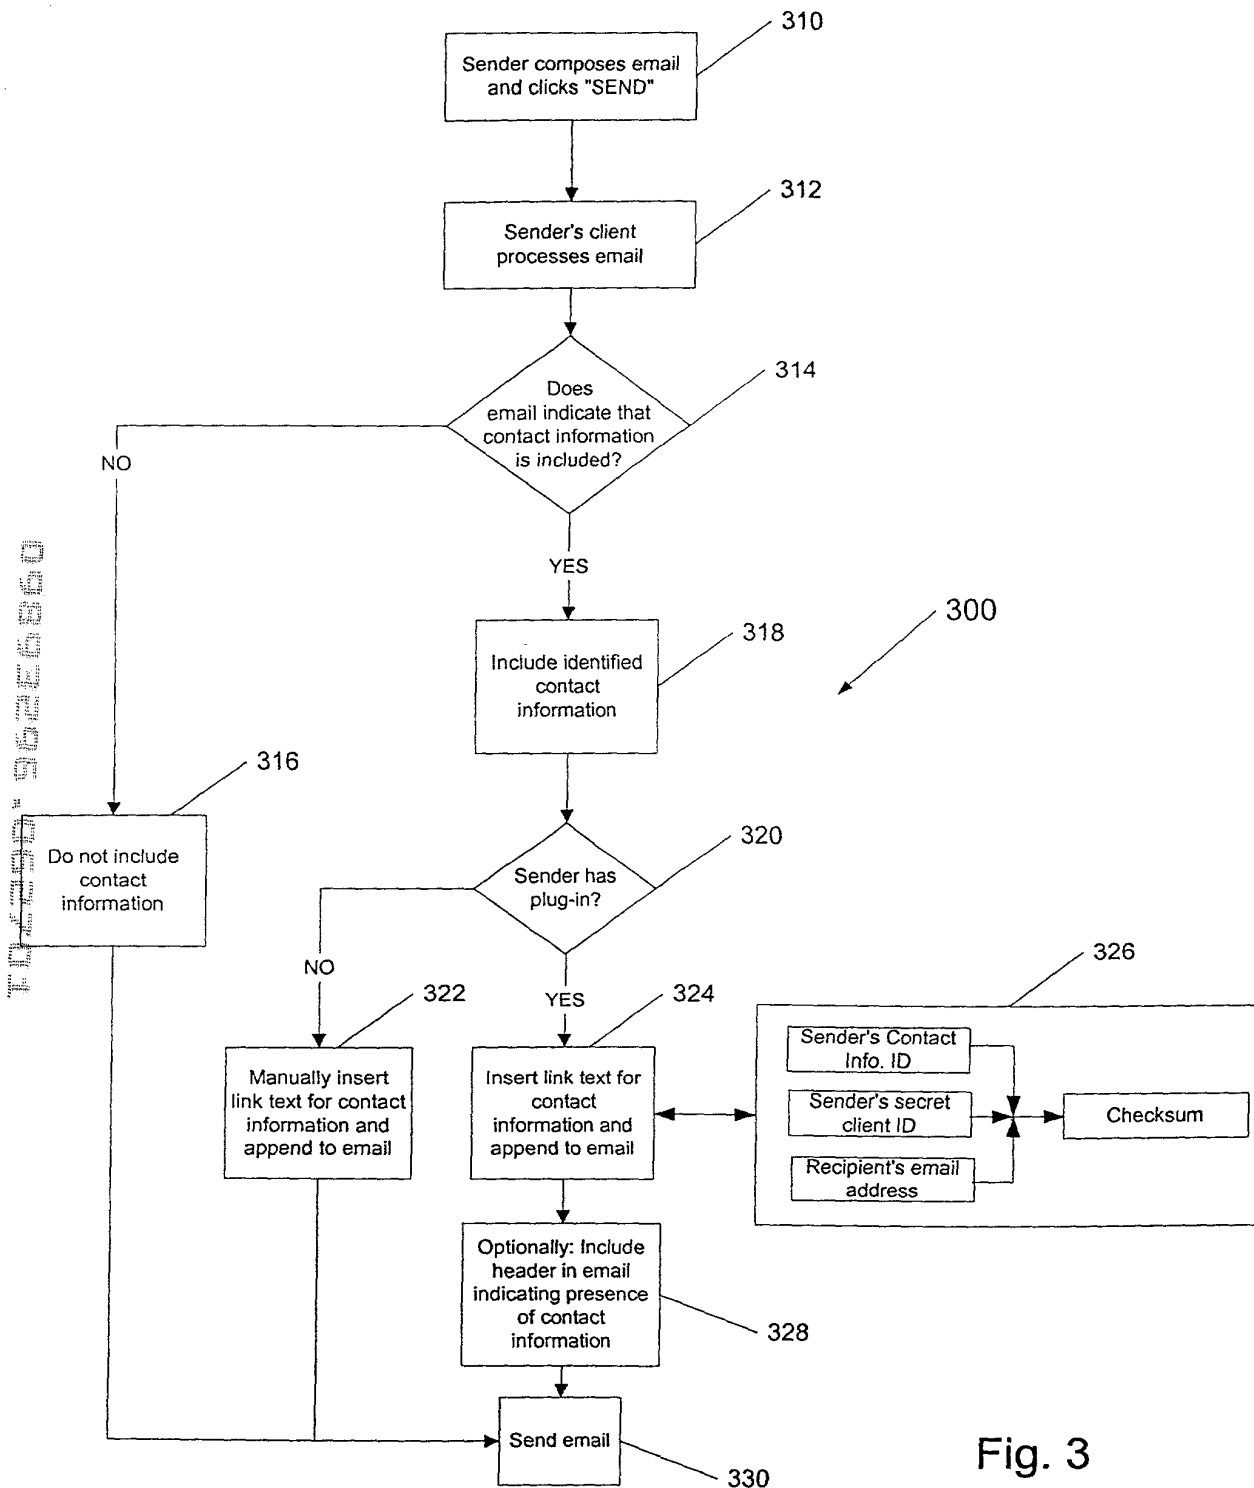 310
Sender composes email
and clicks "SEND"
312
Sender's client
processes email
314
Does
email indicate that
contact information
is included?
NO
YES
300
318
Include identified
contact
information
316
Do not include
contact
information
320
Sender has
plug-in?
NO
YES
322
324
326
Manually insert
link text for contact
information and
append to email
Insert link text for
contact
information and
append to email
Sender's Contact
Info. ID
Sender's secret
client ID
Recipient's email
address
Checksum
Optionally: Include
header in email
indicating presence
of contact
information
328
Send email
330
Fig. 3